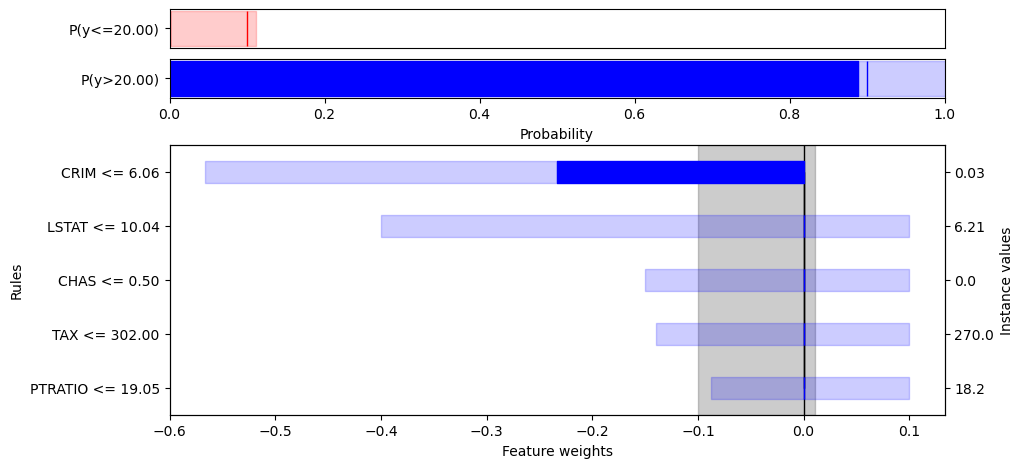 P(y<=20.00)
P(y>20.00)
0.0 0.2 0.4 0.6 0.8 1.0
Probability
CRIM <= 6.06 0.03
LSTAT <= 10.04 6.21
CHAS <= 0.50 0.0
TAX <= 302.00 270.0
PTRATIO <= 19.05 18.2
Rules
Instance values
−0.6 −0.5 −0.4 −0.3 −0.2 −0.1 0.0 0.1
Feature weights